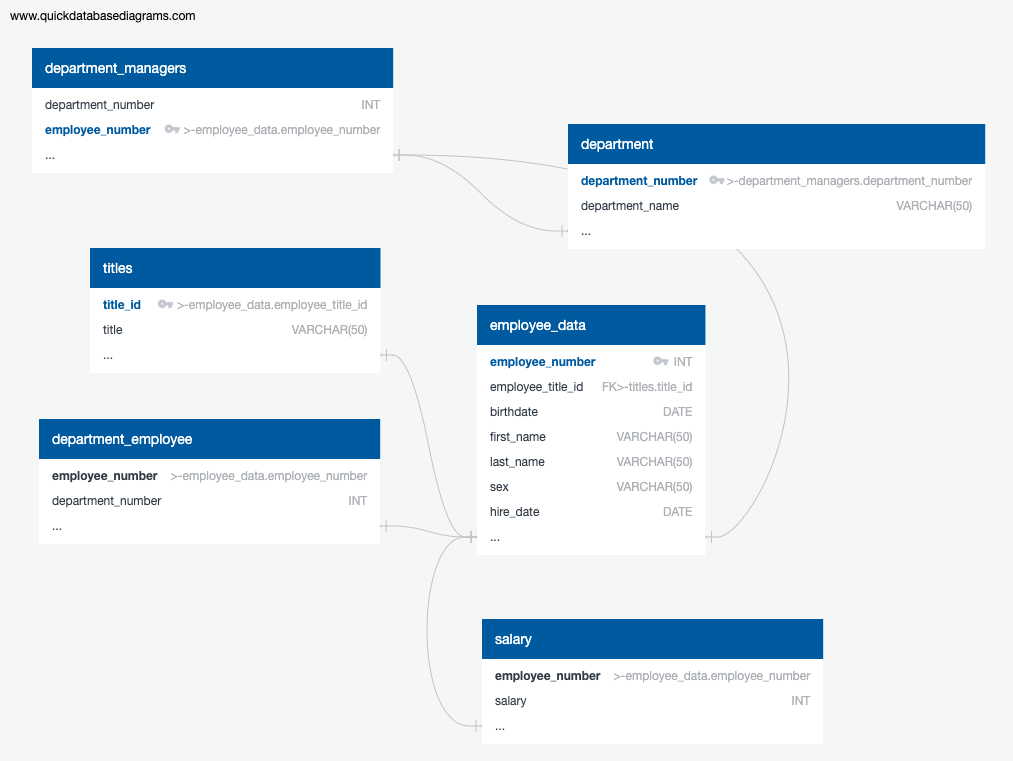 www.quickdatabasediagrams.com
department_managers
department_number INT
employee_number >-employee_data.employee_number
...
department
department_number >-department_managers.department_number
department_name VARCHAR(50)
...
titles
title_id >-employee_data.employee_title_id
title VARCHAR(50)
...
employee_data
employee_number INT
employee_title_id FK>-titles.title_id
birthdate DATE
first_name VARCHAR(50)
last_name VARCHAR(50)
sex VARCHAR(50)
hire_date DATE
...
department_employee
employee_number >-employee_data.employee_number
department_number INT
...
salary
employee_number >-employee_data.employee_number
salary INT
...